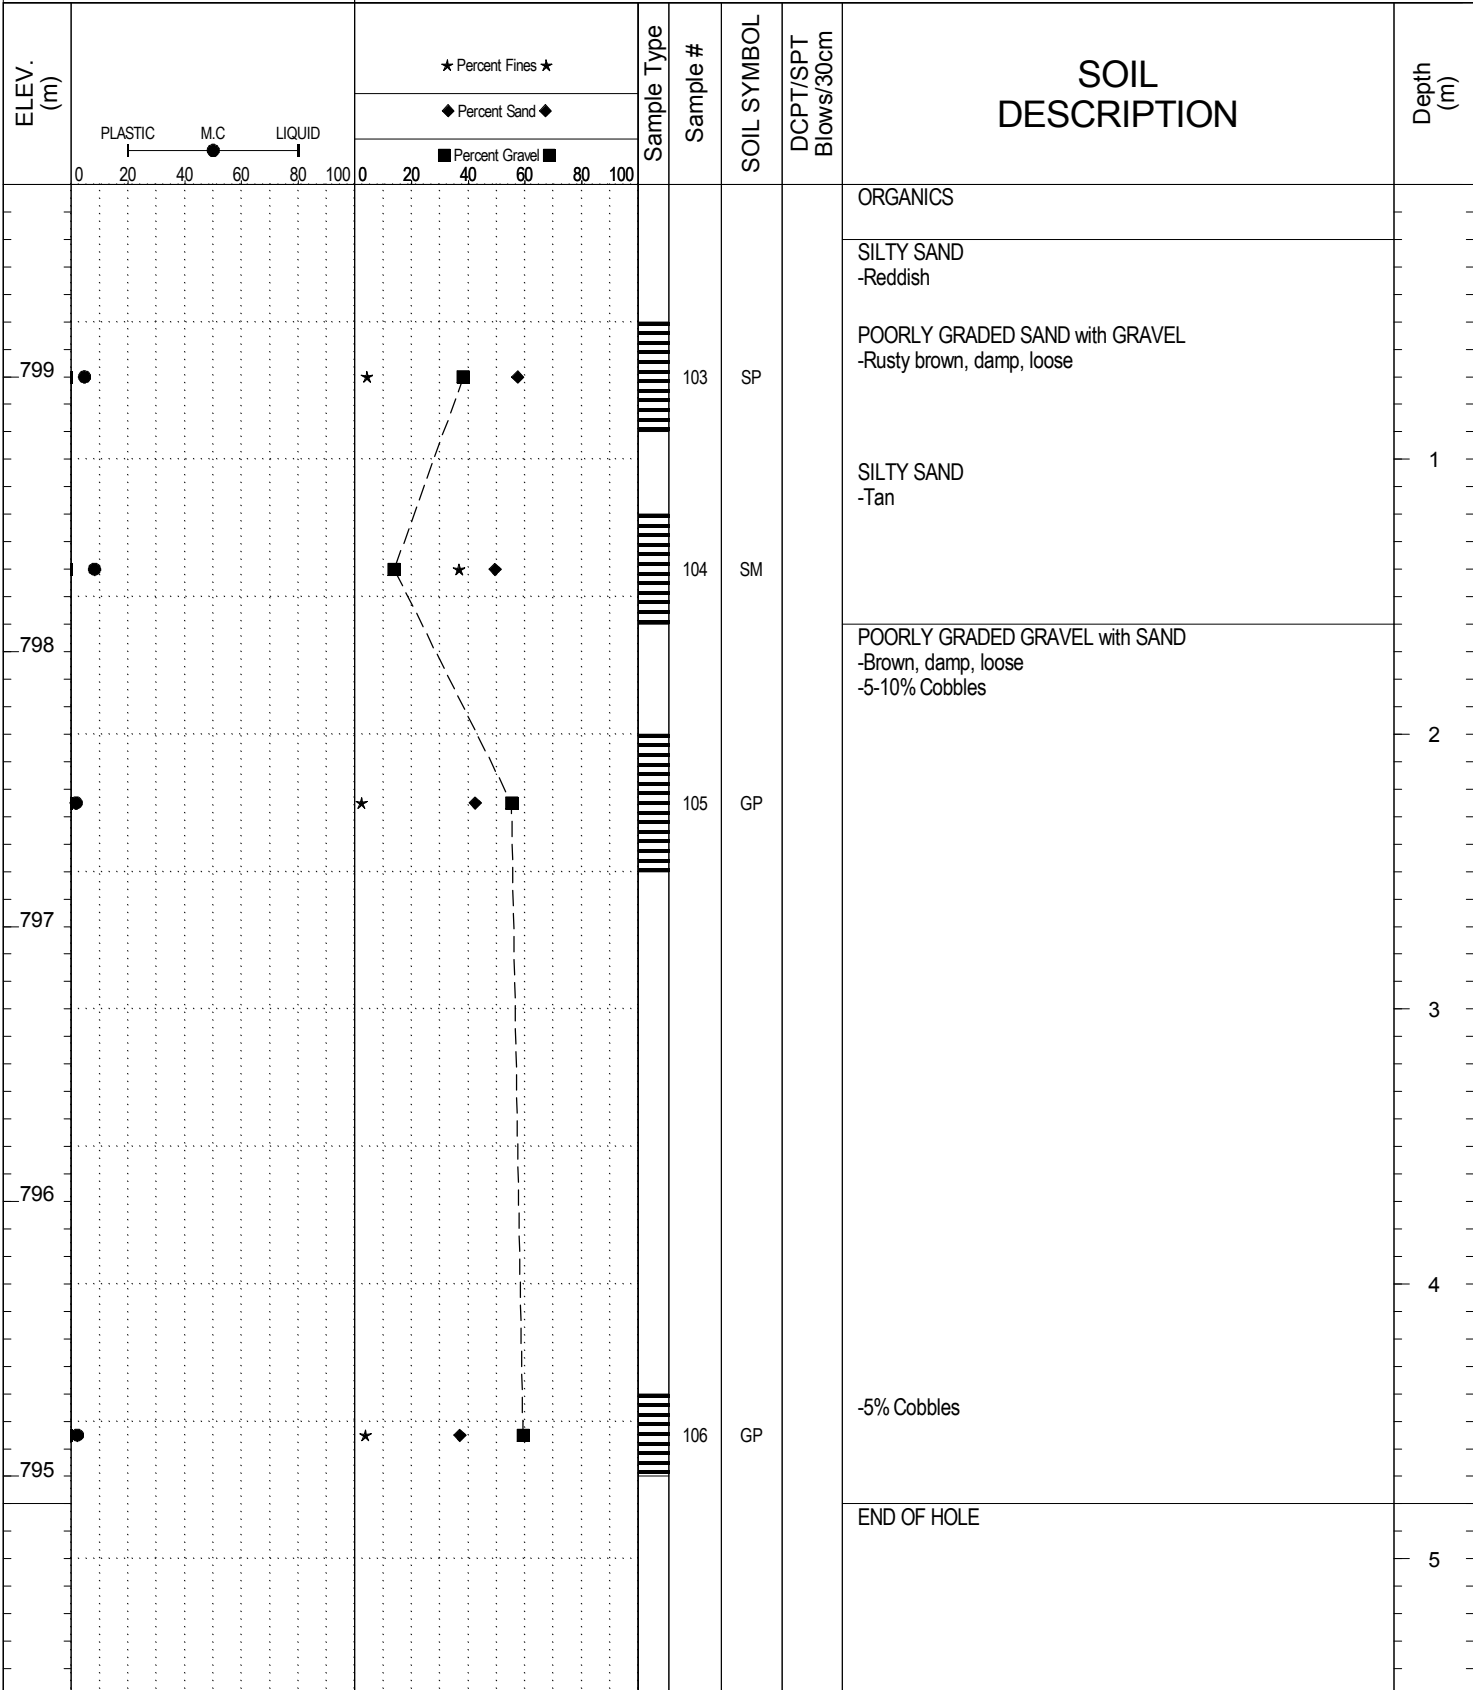 ELEV.
(m)
PLASTIC M.C LIQUID
0 20 40 60 80 100
★ Percent Fines ★
◆ Percent Sand ◆
■ Percent Gravel ■
0 20 40 60 80 100
Sample Type
Sample #
SOIL SYMBOL
DCPT/SPT
Blows/30cm
SOIL
DESCRIPTION
Depth
(m)
ORGANICS
SILTY SAND
-Reddish
POORLY GRADED SAND with GRAVEL
-Rusty brown, damp, loose
799
103 SP
1
SILTY SAND
-Tan
104 SM
POORLY GRADED GRAVEL with SAND
798
-Brown, damp, loose
-5-10% Cobbles
2
105 GP
797
3
796
4
-5% Cobbles
106 GP
795
END OF HOLE
5